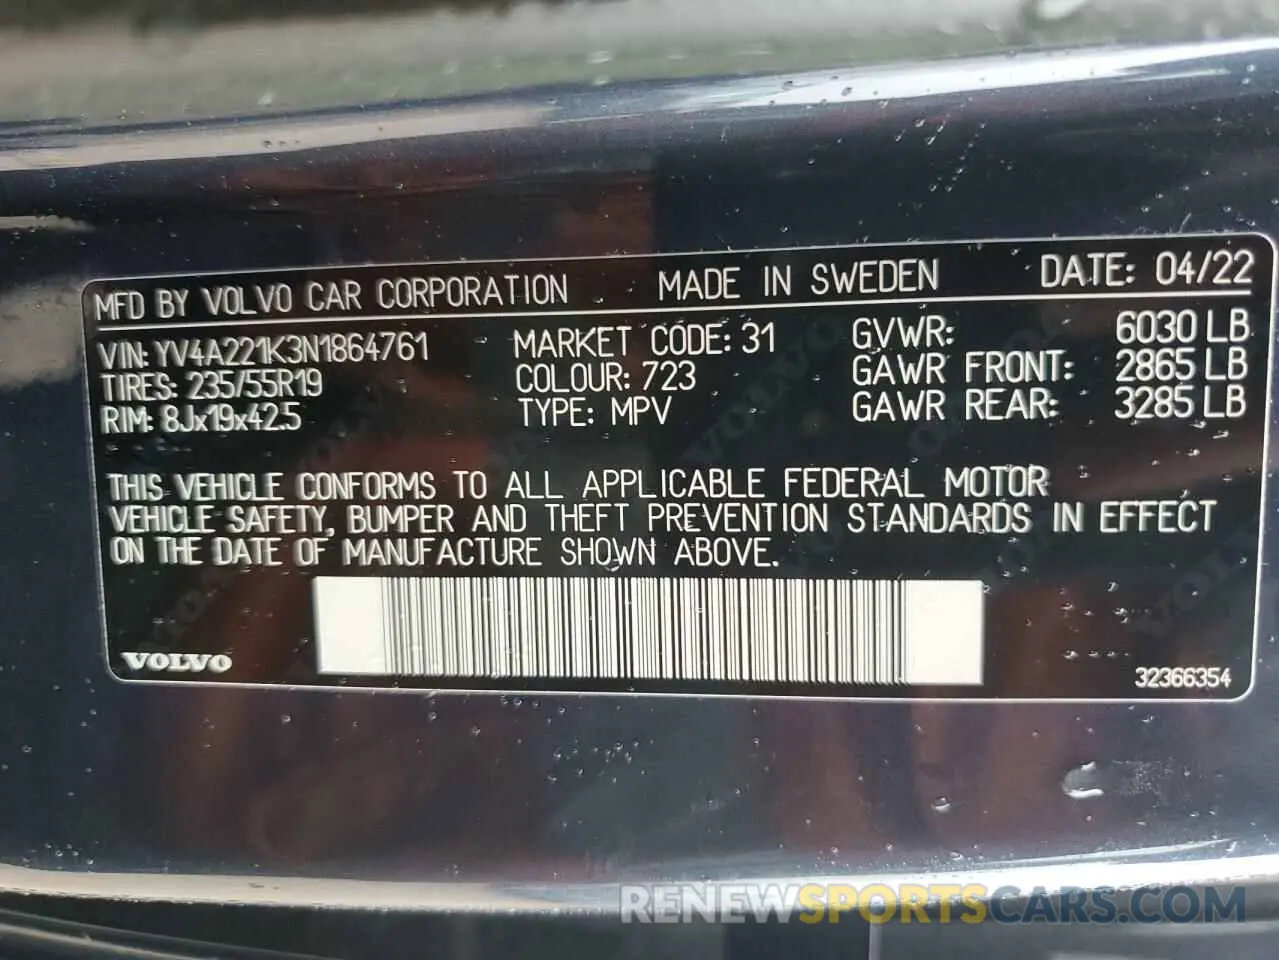 MFD BY VOLVO CAR CORPORATION MADE IN SWEDEN DATE: 04/22
VIN: YV4A221K3N1864761 MARKET CODE: 31 GVWR: 6030 LB
TIRES: 235/55R19 COLOUR: 723 GAWR FRONT: 2865 LB
RIM: 8Jx19x42.5 TYPE: MPV GAWR REAR: 3285 LB
THIS VEHICLE CONFORMS TO ALL APPLICABLE FEDERAL MOTOR
VEHICLE SAFETY, BUMPER AND THEFT PREVENTION STANDARDS IN EFFECT
ON THE DATE OF MANUFACTURE SHOWN ABOVE.
VOLVO 32366354
RENEWSPORTSCARS.COM